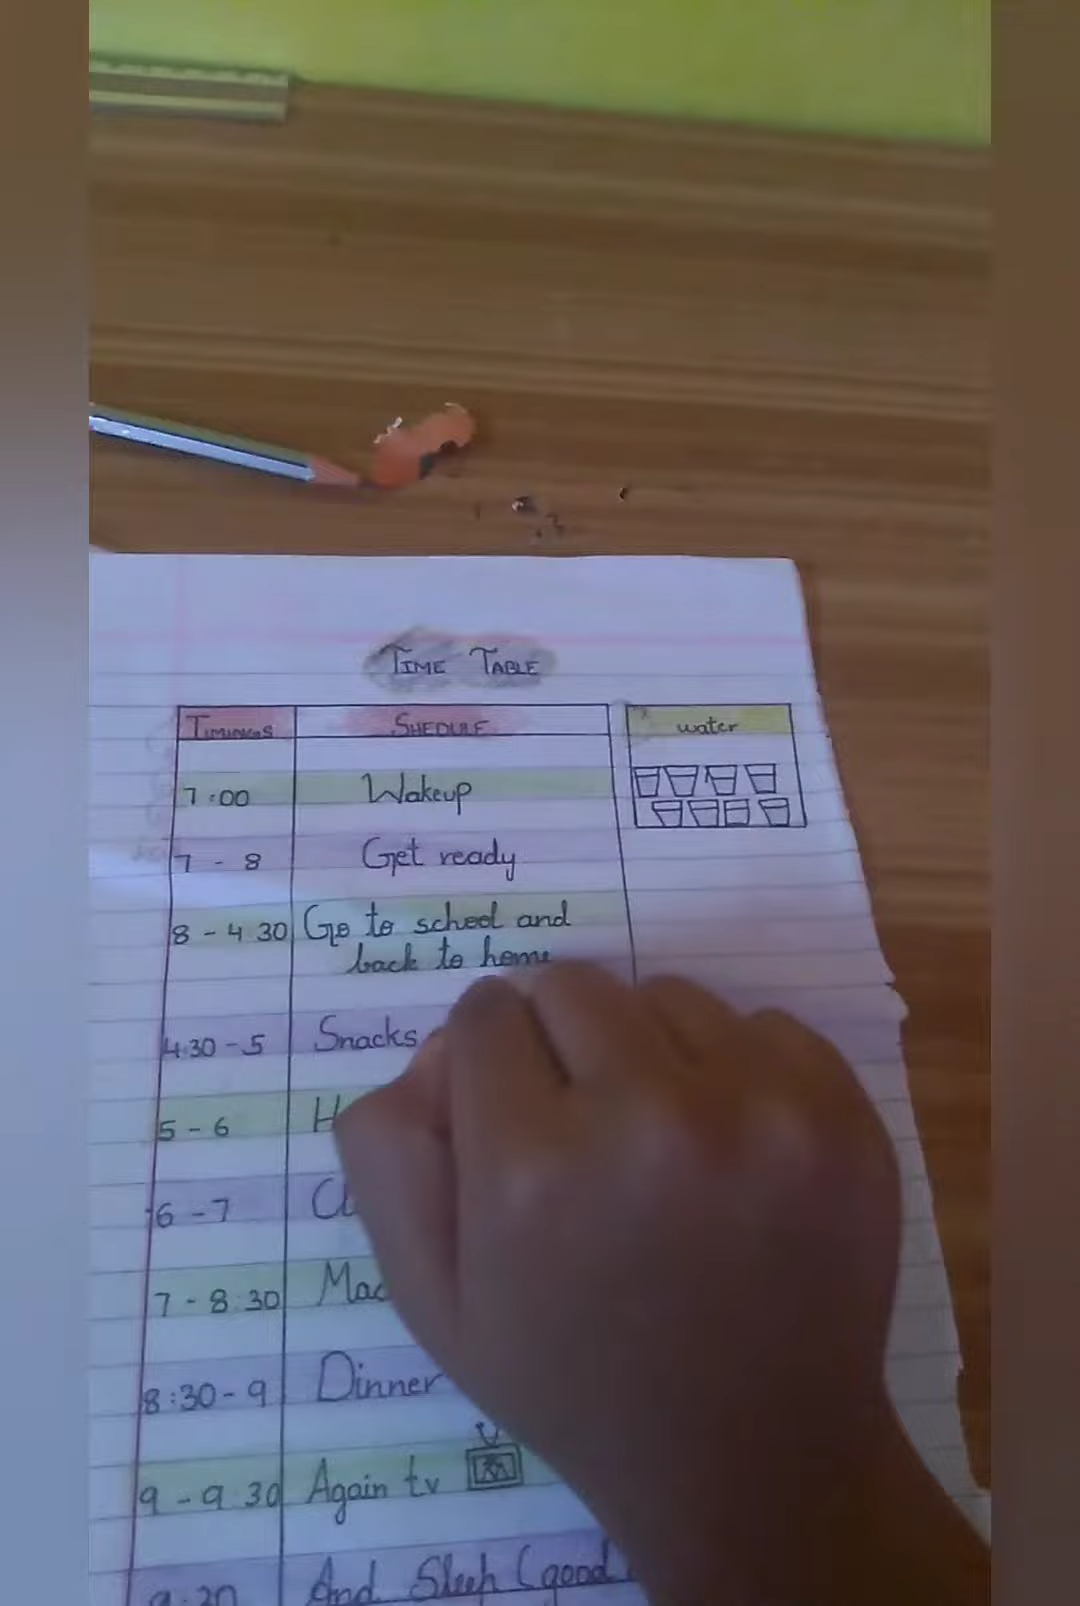 TIME TABLE
TIMINGS SHEDULE water
7:00 Wakeup
7 - 8 Get ready
8 - 4 30 Go to school and
back to home
4:30 - 5 Snacks
5 - 6
6 - 7
7 - 8:30
8:30 - 9 Dinner
9 - 9 30 Again tv
9:30 And Sleep (good